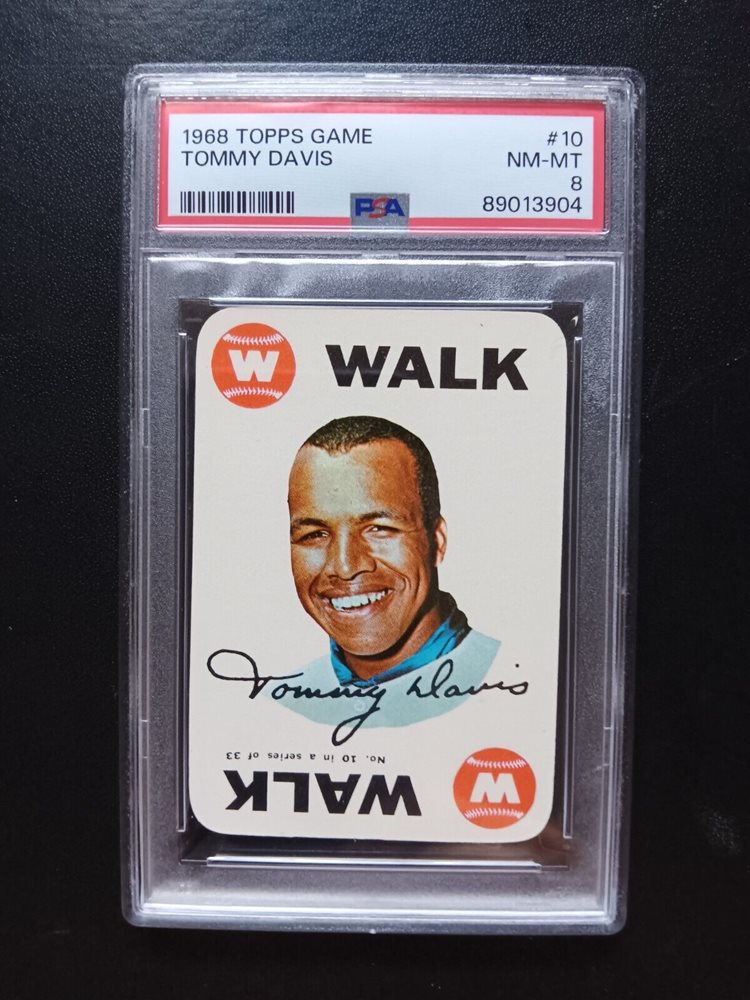 1968 TOPPS GAME #10
TOMMY DAVIS NM-MT
8
PSA 89013904
W WALK
Tommy Davis
No. 10 in a series of 33
WALK W